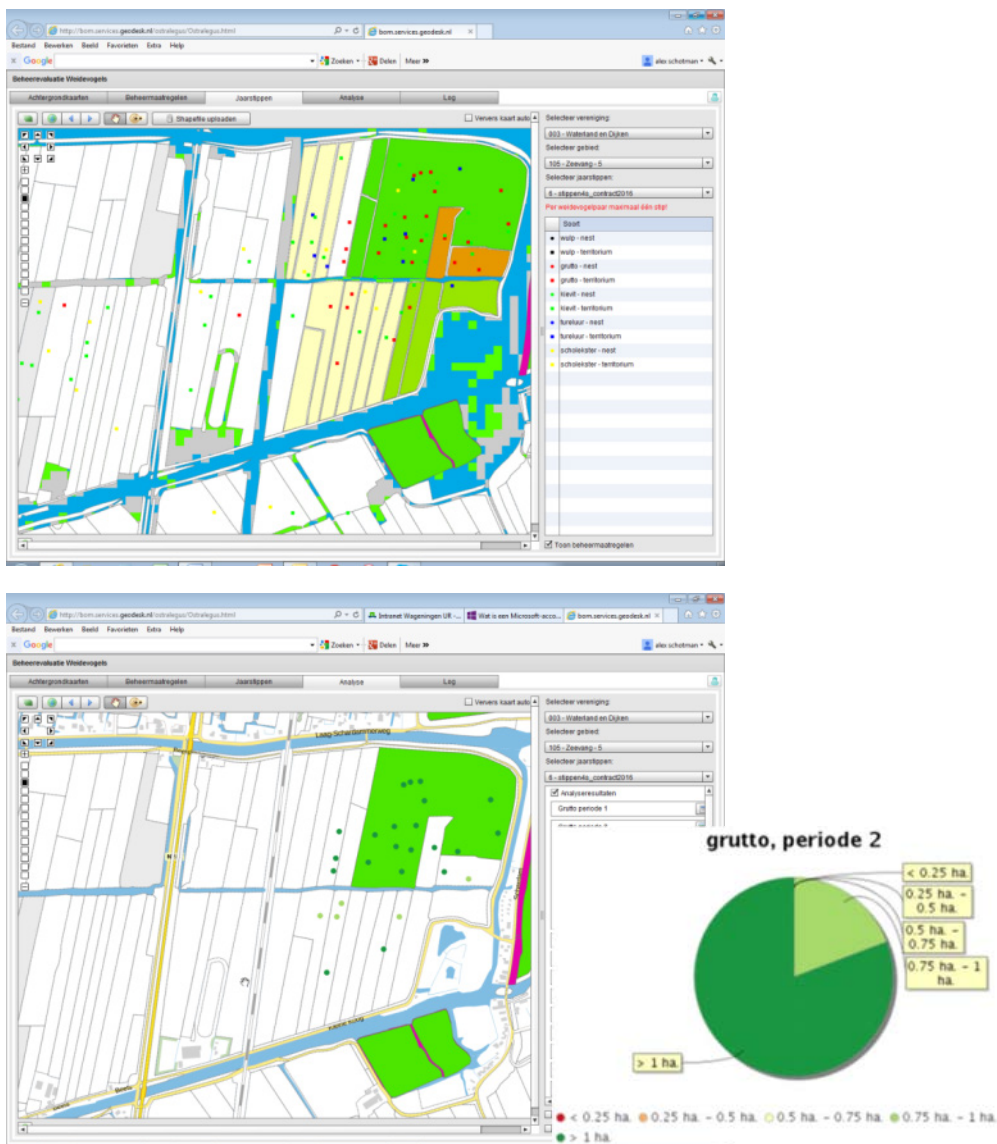 http://bom.services.geodesk.nl/ostralegus/Ostralegus.html
bom.services.geodesk.nl
Bestand Bewerken Beeld Favorieten Extra Help
Google
Zoeken
Delen
Meer »
alex schotman
Beheerevaluatie Weidevogels
Achtergrondkaarten
Beheermaatregelen
Jaarstippen
Analyse
Log
Shapefile uploaden
Ververs kaart auto
Selecteer vereniging:
003 - Waterland en Dijken
Selecteer gebied:
105 - Zeevang - 5
Selecteer jaarstippen:
6 - stippen4s_contract2016
Per weidevogelpaar maximaal één stip!
Soort
wulp - nest
wulp - territorium
grutto - nest
grutto - territorium
kievit - nest
kievit - territorium
tureluur - nest
tureluur - territorium
scholekster - nest
scholekster - territorium
Toon beheermaatregelen
http://bom.services.geodesk.nl/ostralegus/Ostralegus.html
Intranet Wageningen UR -...
Wat is een Microsoft-acco...
bom.services.geodesk.nl
Bestand Bewerken Beeld Favorieten Extra Help
Google
Zoeken
Delen
Meer »
alex schotman
Beheerevaluatie Weidevogels
Achtergrondkaarten
Beheermaatregelen
Jaarstippen
Analyse
Log
Ververs kaart auto
Selecteer vereniging:
003 - Waterland en Dijken
Selecteer gebied:
105 - Zeevang - 5
Selecteer jaarstippen:
6 - stippen4s_contract2016
Analyseresultaten
Grutto periode 1
Laag-Schardammerweg
grutto, periode 2
< 0.25 ha.
0.25 ha. -
0.5 ha.
0.5 ha. -
0.75 ha.
0.75 ha. - 1
ha.
> 1 ha.
< 0.25 ha. 0.25 ha. - 0.5 ha. 0.5 ha. - 0.75 ha. 0.75 ha. - 1 ha.
> 1 ha.